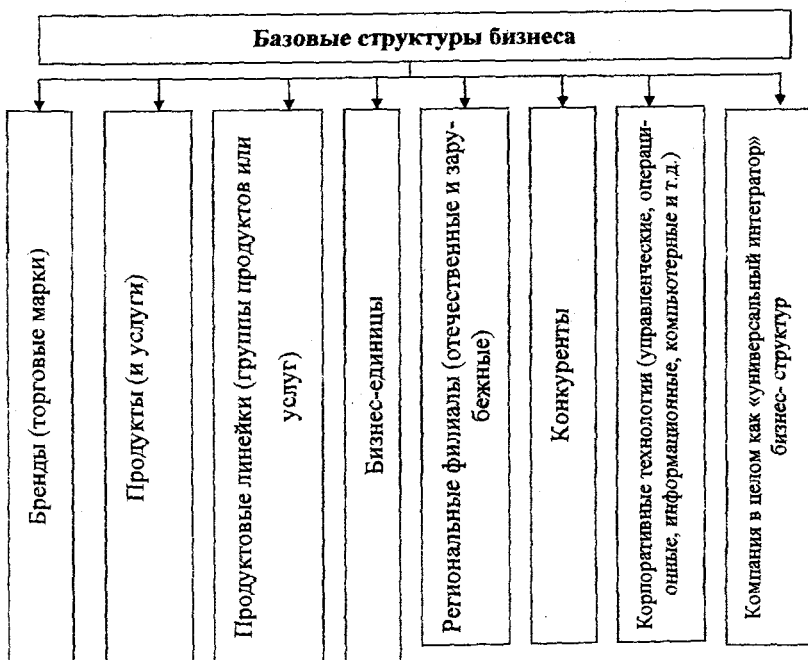 Базовые структуры бизнеса
Бренды (торговые марки)
Продукты (и услуги)
Продуктовые линейки (группы продуктов или
услуг)
Бизнес-единицы
Региональные филиалы (отечественные и зару-
бежные)
Конкуренты
Корпоративные технологии (управленческие, операци-
онные, информационные, компьютерные и т.д.)
Компания в целом как «универсальный интегратор»
бизнес- структур